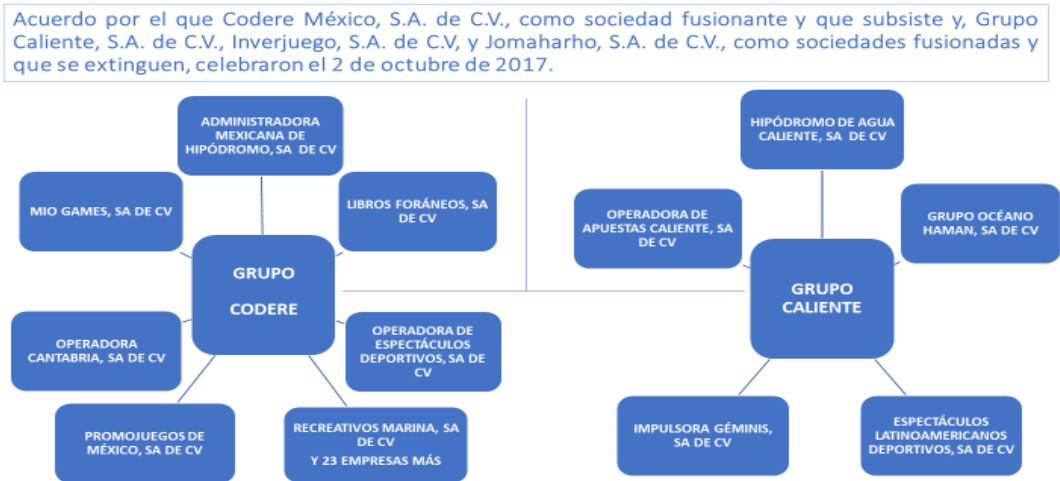 Acuerdo por el que Codere México, S.A. de C.V., como sociedad fusionante y que subsiste y, Grupo
Caliente, S.A. de C.V., Inverjuego, S.A. de C.V, y Jomaharho, S.A. de C.V., como sociedades fusionadas y
que se extinguen, celebraron el 2 de octubre de 2017.
ADMINISTRADORA
MEXICANA DE
HIPÓDROMO, SA DE CV
MIO GAMES, SA DE CV
LIBROS FORÁNEOS, SA
DE CV
GRUPO
CODERE
OPERADORA
CANTABRIA, SA DE CV
OPERADORA DE
ESPECTÁCULOS
DEPORTIVOS, SA DE
CV
PROMOJUEGOS DE
MÉXICO, SA DE CV
RECREATIVOS MARINA, SA
DE CV
Y 23 EMPRESAS MÁS
HIPÓDROMO DE AGUA
CALIENTE, SA DE CV
OPERADORA DE
APUESTAS CALIENTE, SA
DE CV
GRUPO OCÉANO
HAMAN, SA DE CV
GRUPO
CALIENTE
IMPULSORA GÉMINIS,
SA DE CV
ESPECTÁCULOS
LATINOAMERICANOS
DEPORTIVOS, SA DE CV